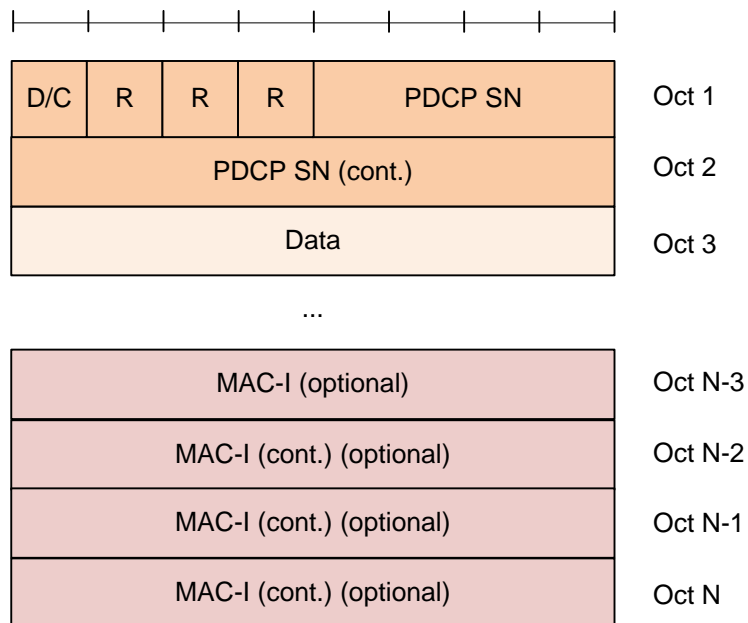 D/C R R R PDCP SN Oct 1
PDCP SN (cont.) Oct 2
Data Oct 3
...
MAC-I (optional) Oct N-3
MAC-I (cont.) (optional) Oct N-2
MAC-I (cont.) (optional) Oct N-1
MAC-I (cont.) (optional) Oct N